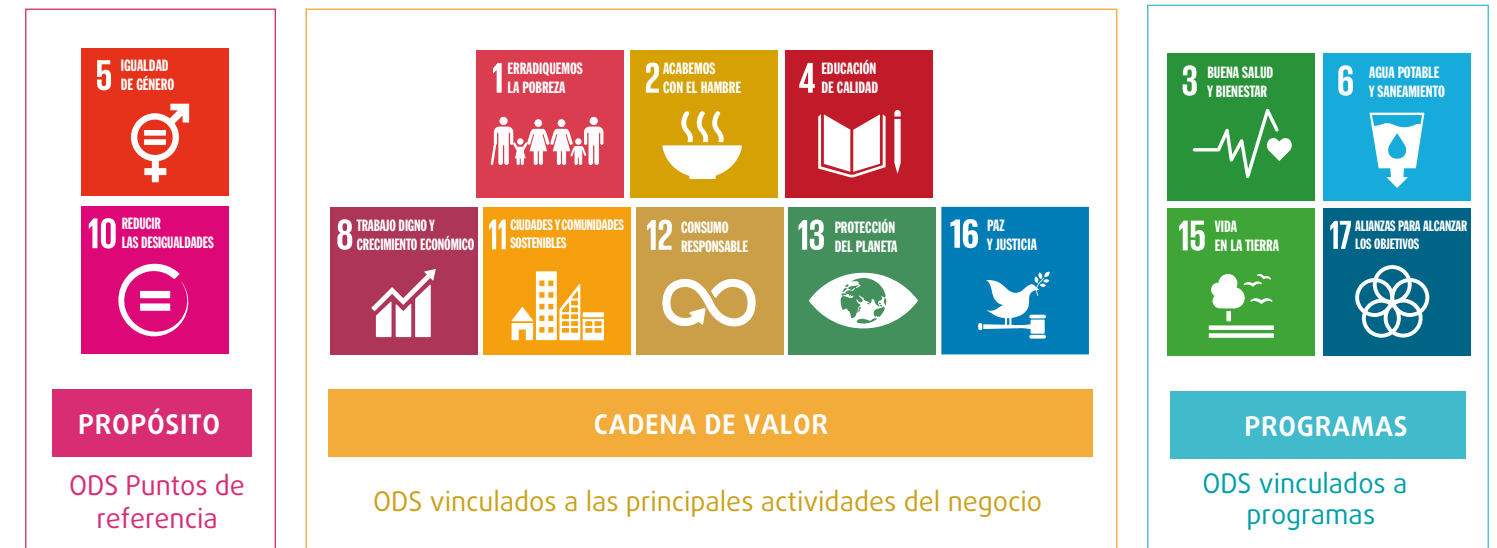 5 IGUALDAD
DE GÉNERO
10 REDUCIR
LAS DESIGUALDADES
PROPÓSITO
ODS Puntos de
referencia
1 ERRADIQUEMOS
LA POBREZA
2 ACABEMOS
CON EL HAMBRE
4 EDUCACIÓN
DE CALIDAD
8 TRABAJO DIGNO Y
CRECIMIENTO ECONÓMICO
11 CIUDADES Y COMUNIDADES
SOSTENIBLES
12 CONSUMO
RESPONSABLE
13 PROTECCIÓN
DEL PLANETA
16 PAZ
Y JUSTICIA
CADENA DE VALOR
ODS vinculados a las principales actividades del negocio
3 BUENA SALUD
Y BIENESTAR
6 AGUA POTABLE
Y SANEAMIENTO
15 VIDA
EN LA TIERRA
17 ALIANZAS PARA ALCANZAR
LOS OBJETIVOS
PROGRAMAS
ODS vinculados a
programas